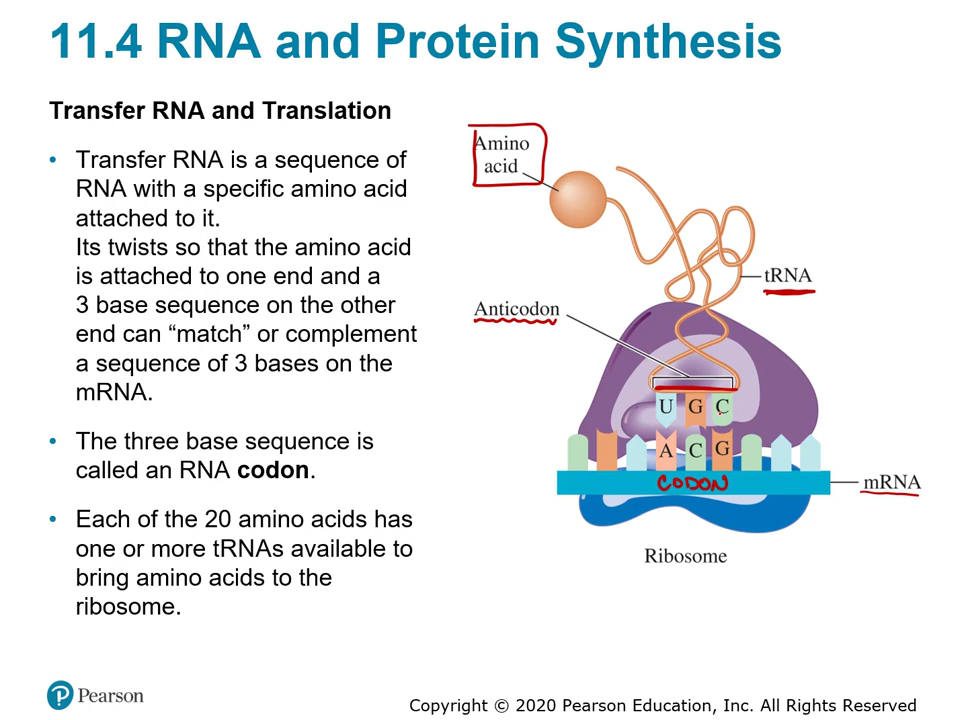 11.4 RNA and Protein Synthesis
Transfer RNA and Translation
• Transfer RNA is a sequence of
RNA with a specific amino acid
attached to it.
Its twists so that the amino acid
is attached to one end and a
3 base sequence on the other
end can “match” or complement
a sequence of 3 bases on the
mRNA.
• The three base sequence is
called an RNA codon.
• Each of the 20 amino acids has
one or more tRNAs available to
bring amino acids to the
ribosome.
Amino
acid
tRNA
Anticodon
U G C
A C G
CODON
mRNA
Ribosome
P Pearson
Copyright © 2020 Pearson Education, Inc. All Rights Reserved